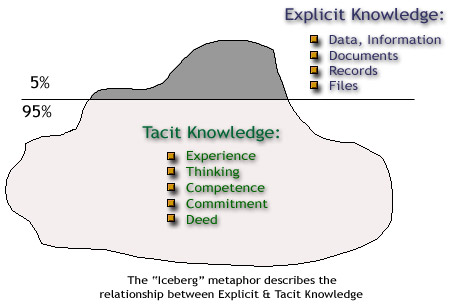 Explicit Knowledge:
Data, Information
Documents
Records
Files
5%
95%
Tacit Knowledge:
Experience
Thinking
Competence
Commitment
Deed
The “Iceberg” metaphor describes the
relationship between Explicit & Tacit Knowledge